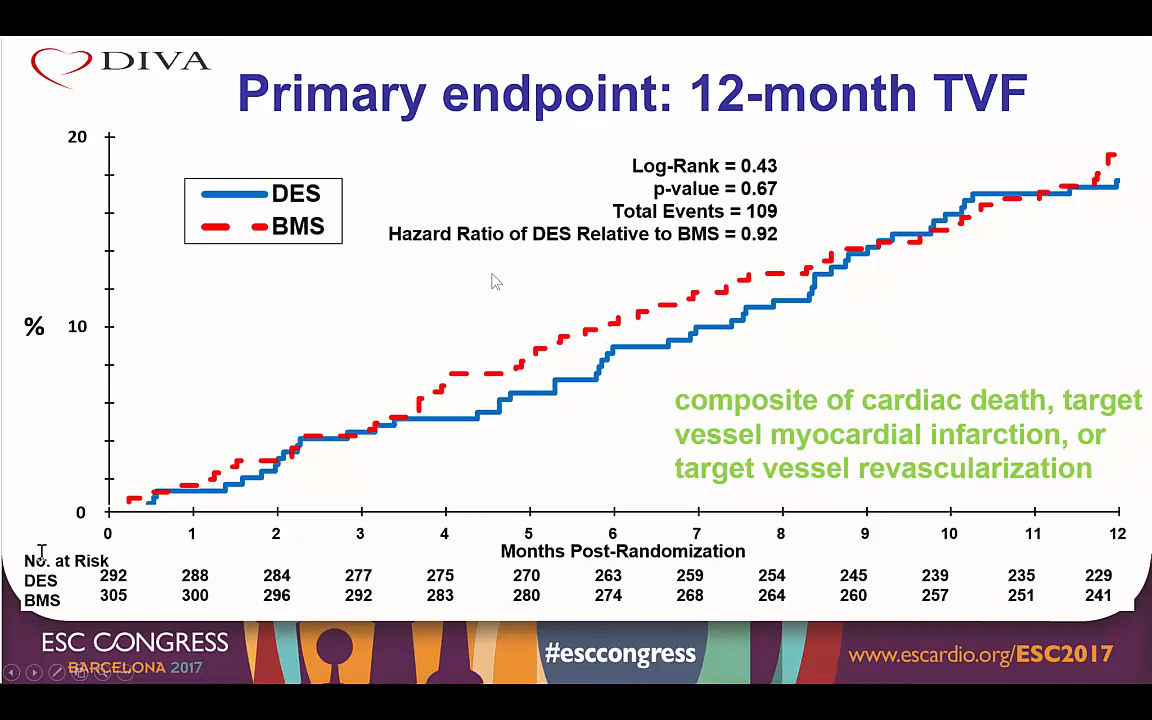 DIVA
Primary endpoint: 12-month TVF
20
DES
BMS
Log-Rank = 0.43
p-value = 0.67
Total Events = 109
Hazard Ratio of DES Relative to BMS = 0.92
%
10
composite of cardiac death, target
vessel myocardial infarction, or
target vessel revascularization
0
0 1 2 3 4 5 6 7 8 9 10 11 12
Months Post-Randomization
No. at Risk
DES 292 288 284 277 275 270 263 259 254 245 239 235 229
BMS 305 300 296 292 283 280 274 268 264 260 257 251 241
ESC CONGRESS
BARCELONA 2017
#esccongress
www.escardio.org/ESC2017